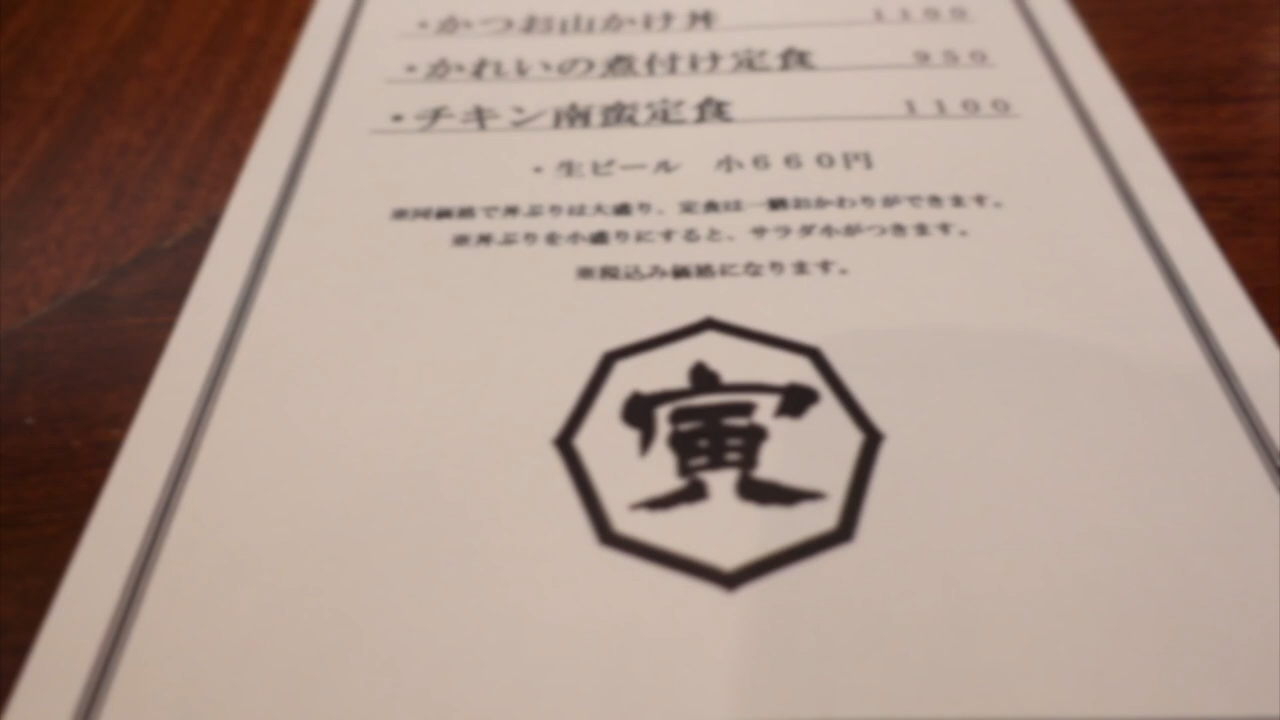 ・かつお山かけ丼 1100
・かれいの煮付け定食 950
・チキン南蛮定食 1100
・生ビール 小660円
※同価格で丼ぶりは大盛り、定食は一膳おかわりができます。
※丼ぶりを小盛りにすると、サラダ小がつきます。
※税込み価格になります。
寅